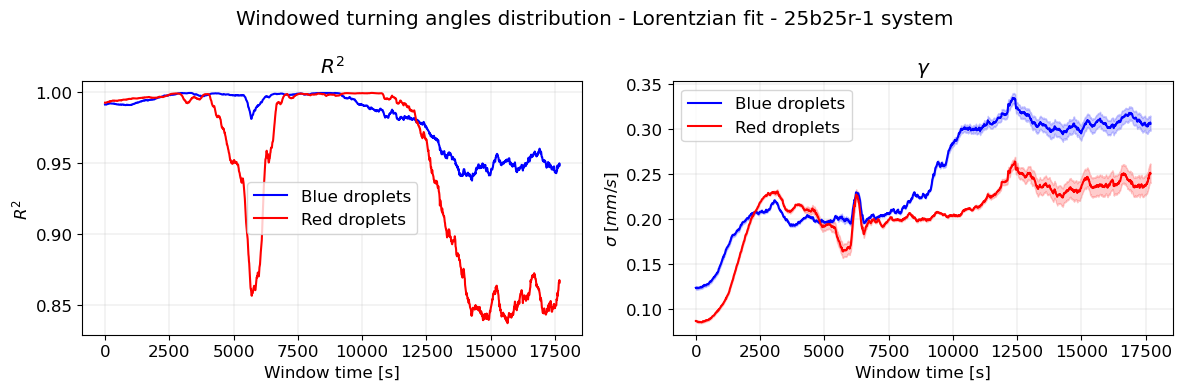 Windowed turning angles distribution - Lorentzian fit - 25b25r-1 system
R²
R²
1.00
0.95
0.90
0.85
Blue droplets
Red droplets
0 2500 5000 7500 10000 12500 15000 17500
Window time [s]
γ
σ [mm/s]
0.35
0.30
0.25
0.20
0.15
0.10
Blue droplets
Red droplets
0 2500 5000 7500 10000 12500 15000 17500
Window time [s]